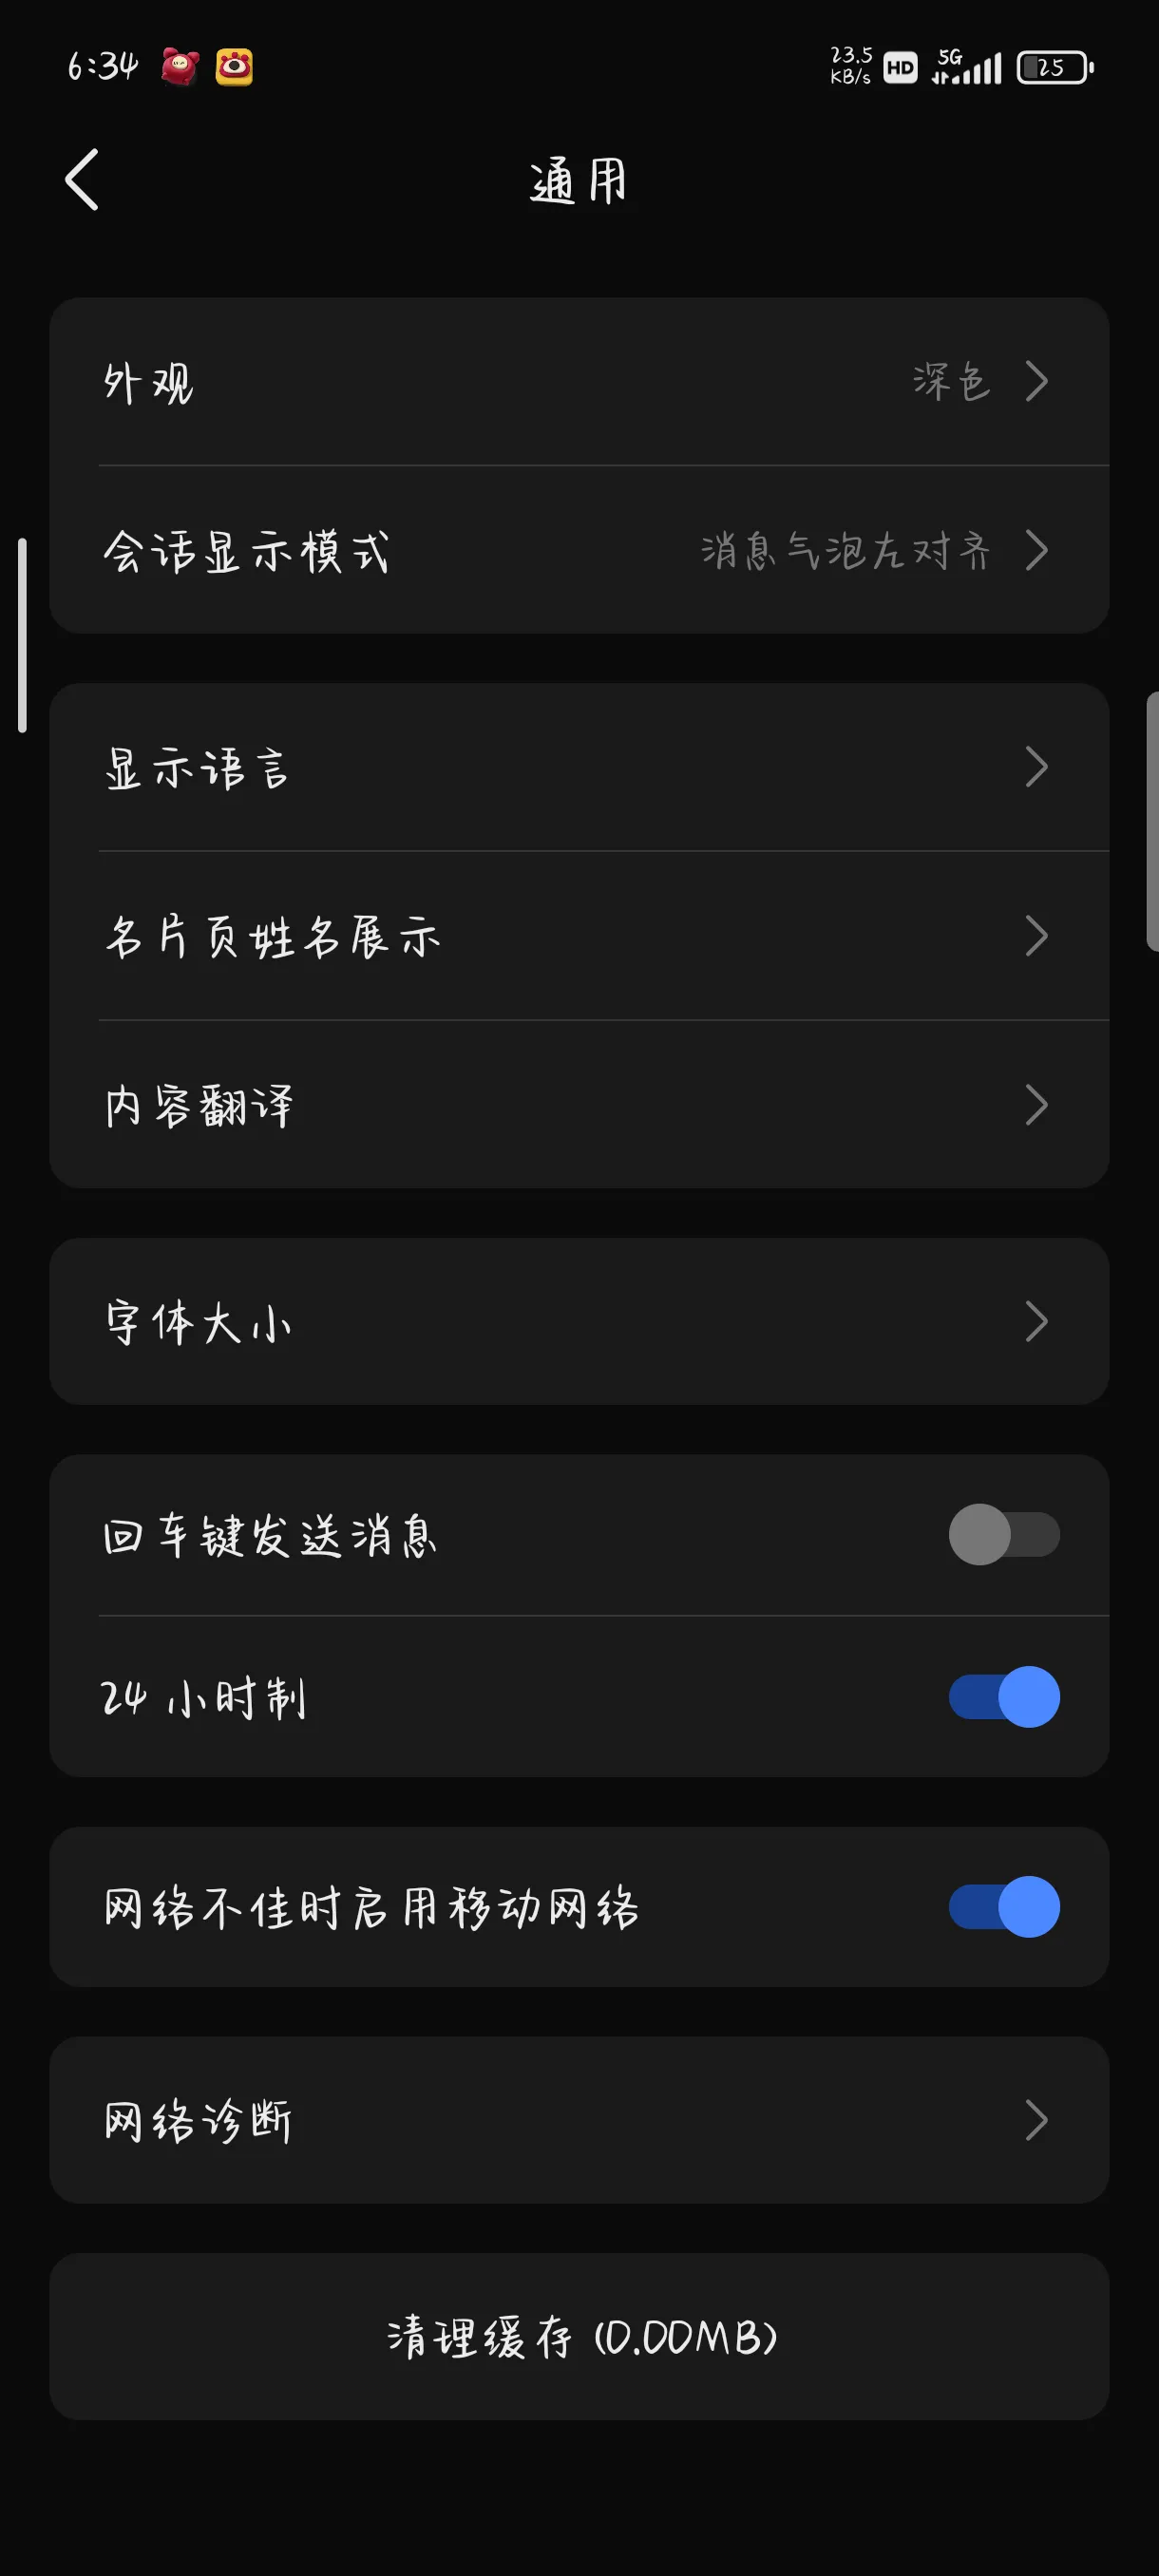 6:34 23.5 KB/s HD 5G 25
通用
外观 深色
会话显示模式 消息气泡左对齐
显示语言
名片页姓名展示
内容翻译
字体大小
回车键发送消息
24 小时制
网络不佳时启用移动网络
网络诊断
清理缓存 (0.00MB)